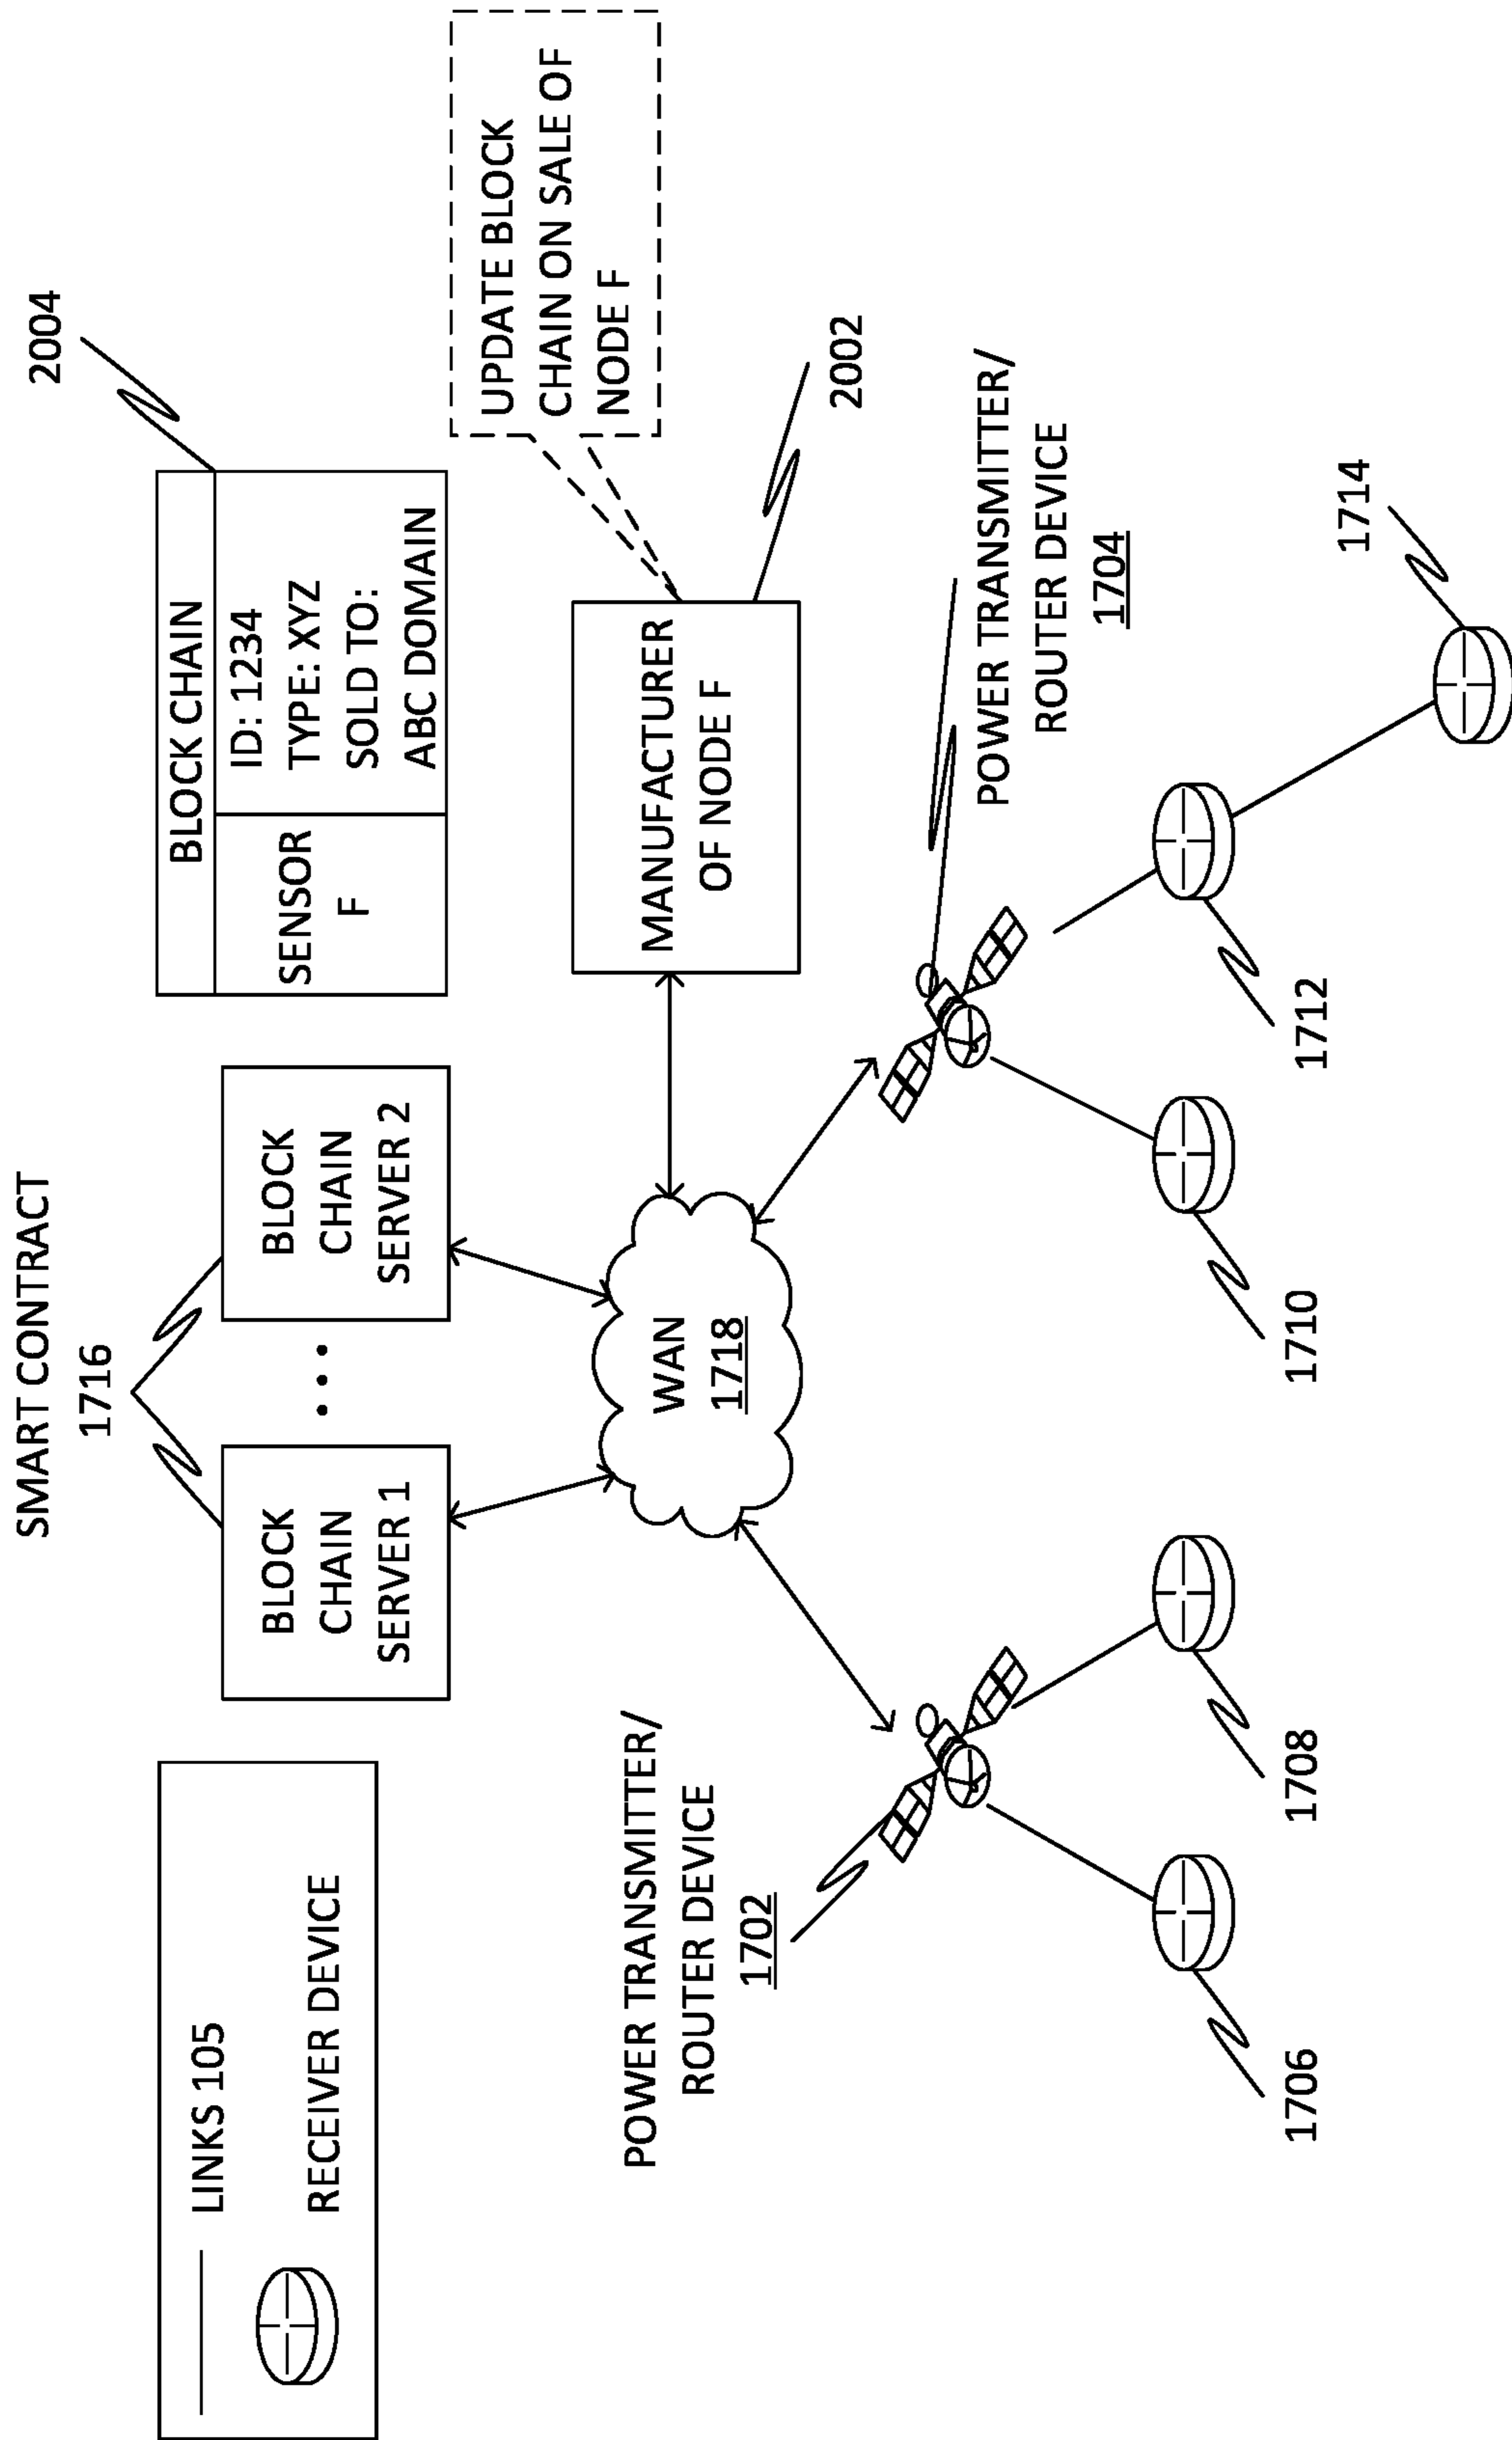 SMART CONTRACT
1716
2004
LINKS 105
RECEIVER DEVICE
BLOCK
CHAIN
SERVER 1
BLOCK
CHAIN
SERVER 2
BLOCK CHAIN
SENSOR
F
ID: 1234
TYPE: XYZ
SOLD TO:
ABC DOMAIN
UPDATE BLOCK
CHAIN ON SALE OF
NODE F
MANUFACTURER
OF NODE F
2002
WAN
1718
POWER TRANSMITTER/
ROUTER DEVICE
1702
POWER TRANSMITTER/
ROUTER DEVICE
1704
1706
1708
1710
1712
1714